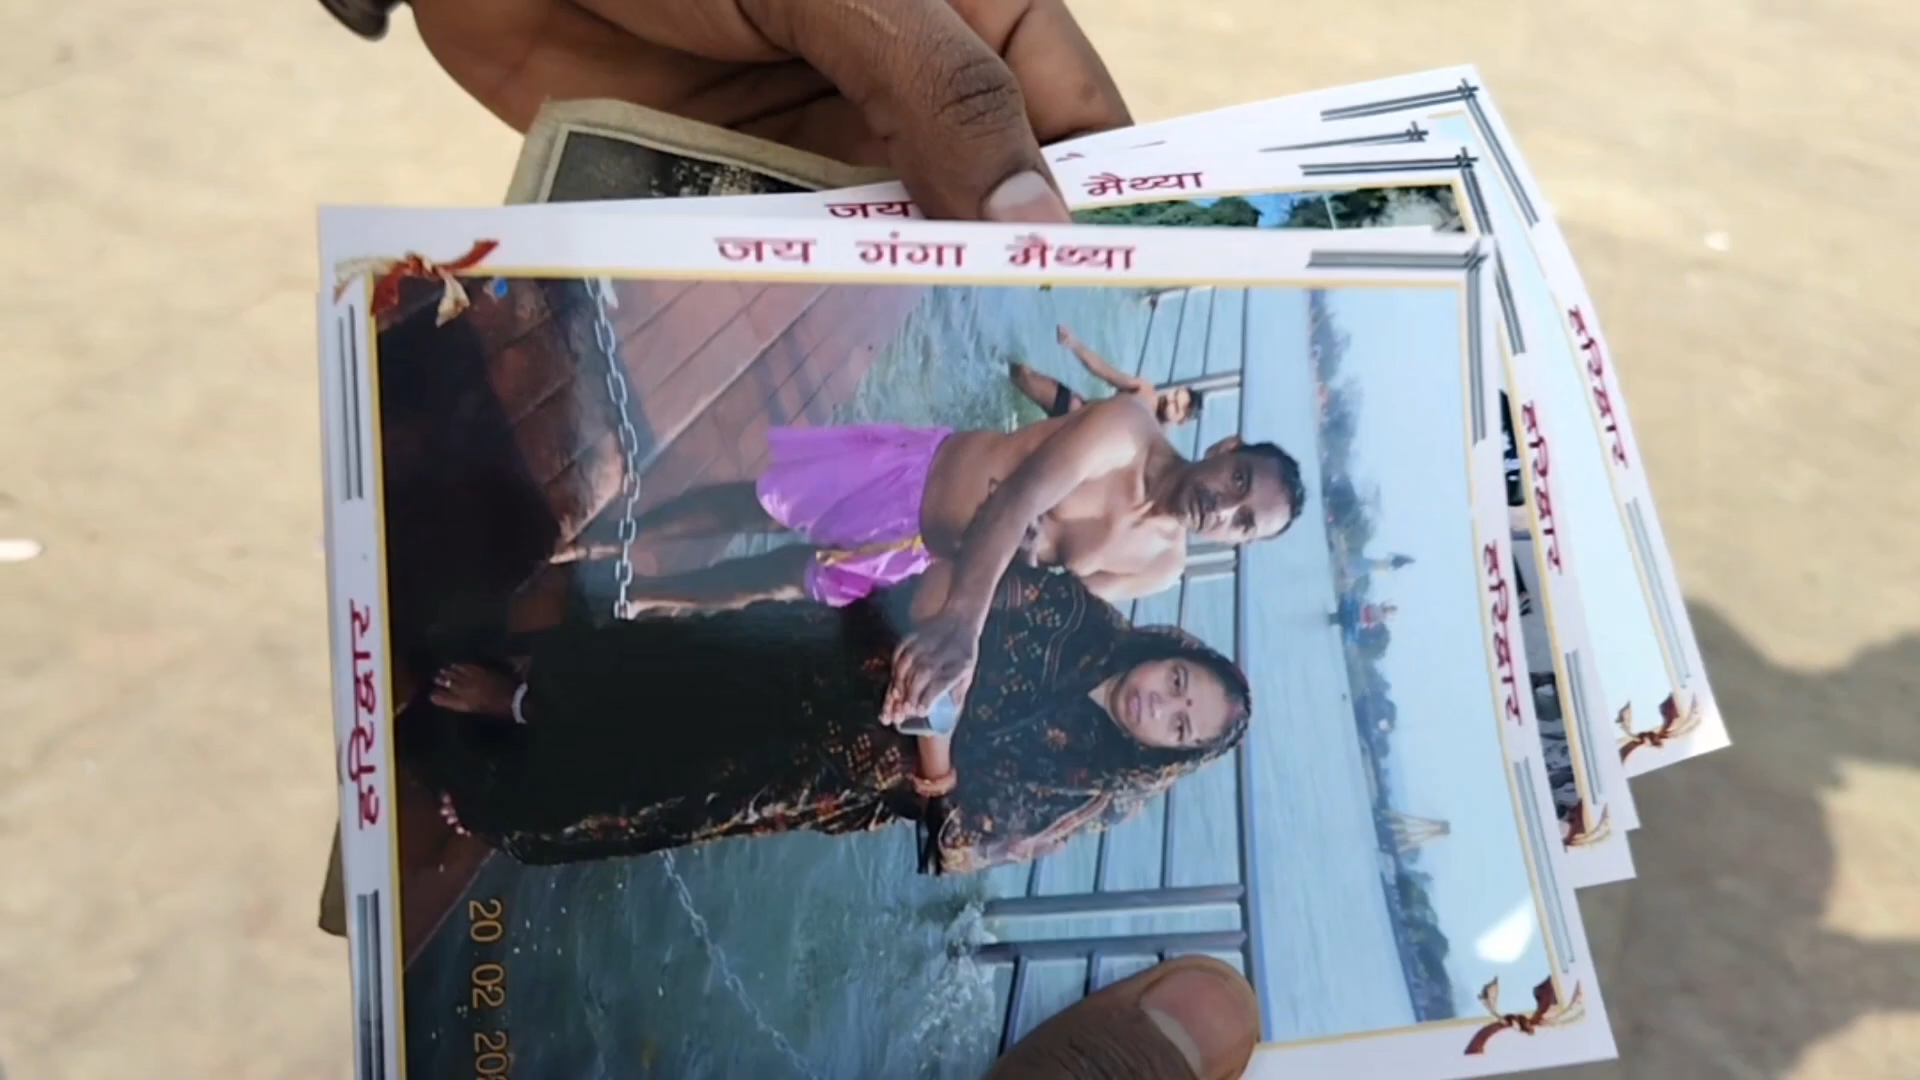 जय
मैय्या
जय गंगा मैय्या
हरिद्वार
हरिद्वार
हरिद्वार
हरिद्वार
20 02